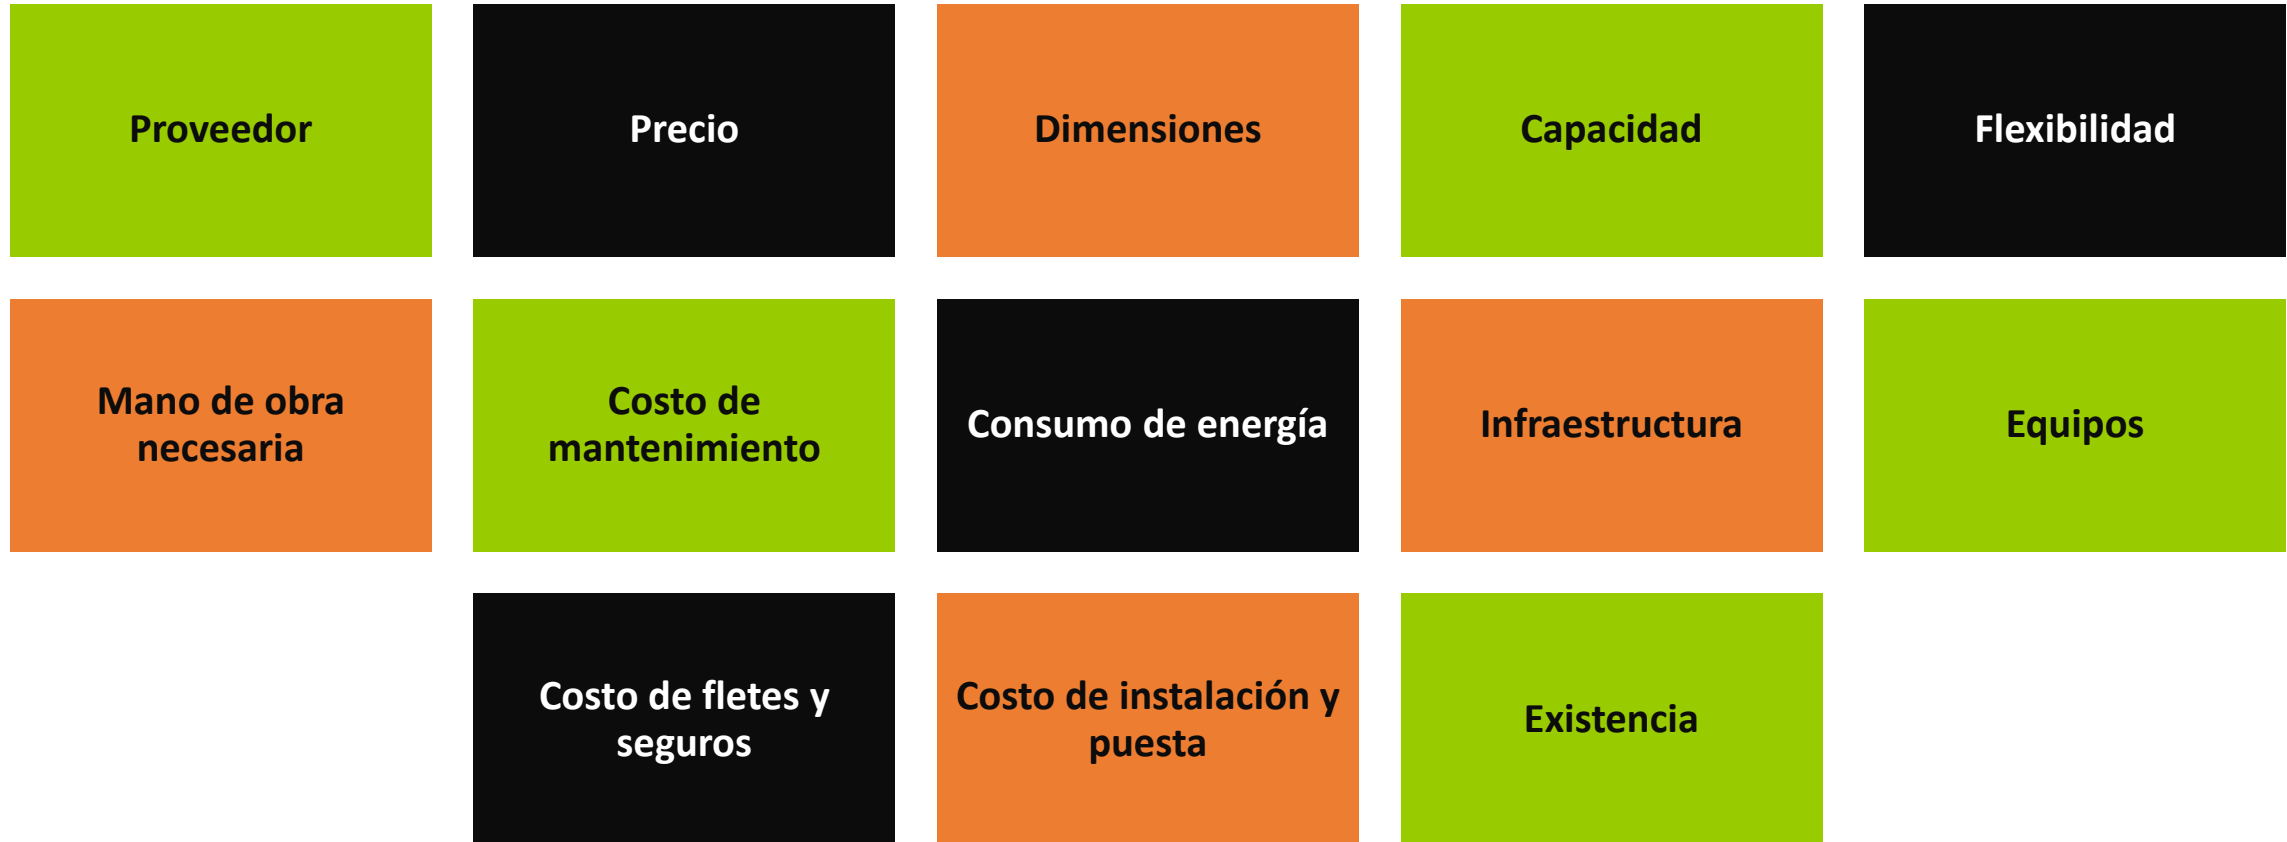 Proveedor
Precio
Dimensiones
Capacidad
Flexibilidad
Mano de obra
necesaria
Costo de
mantenimiento
Consumo de energía
Infraestructura
Equipos
Costo de fletes y
seguros
Costo de instalación y
puesta
Existencia